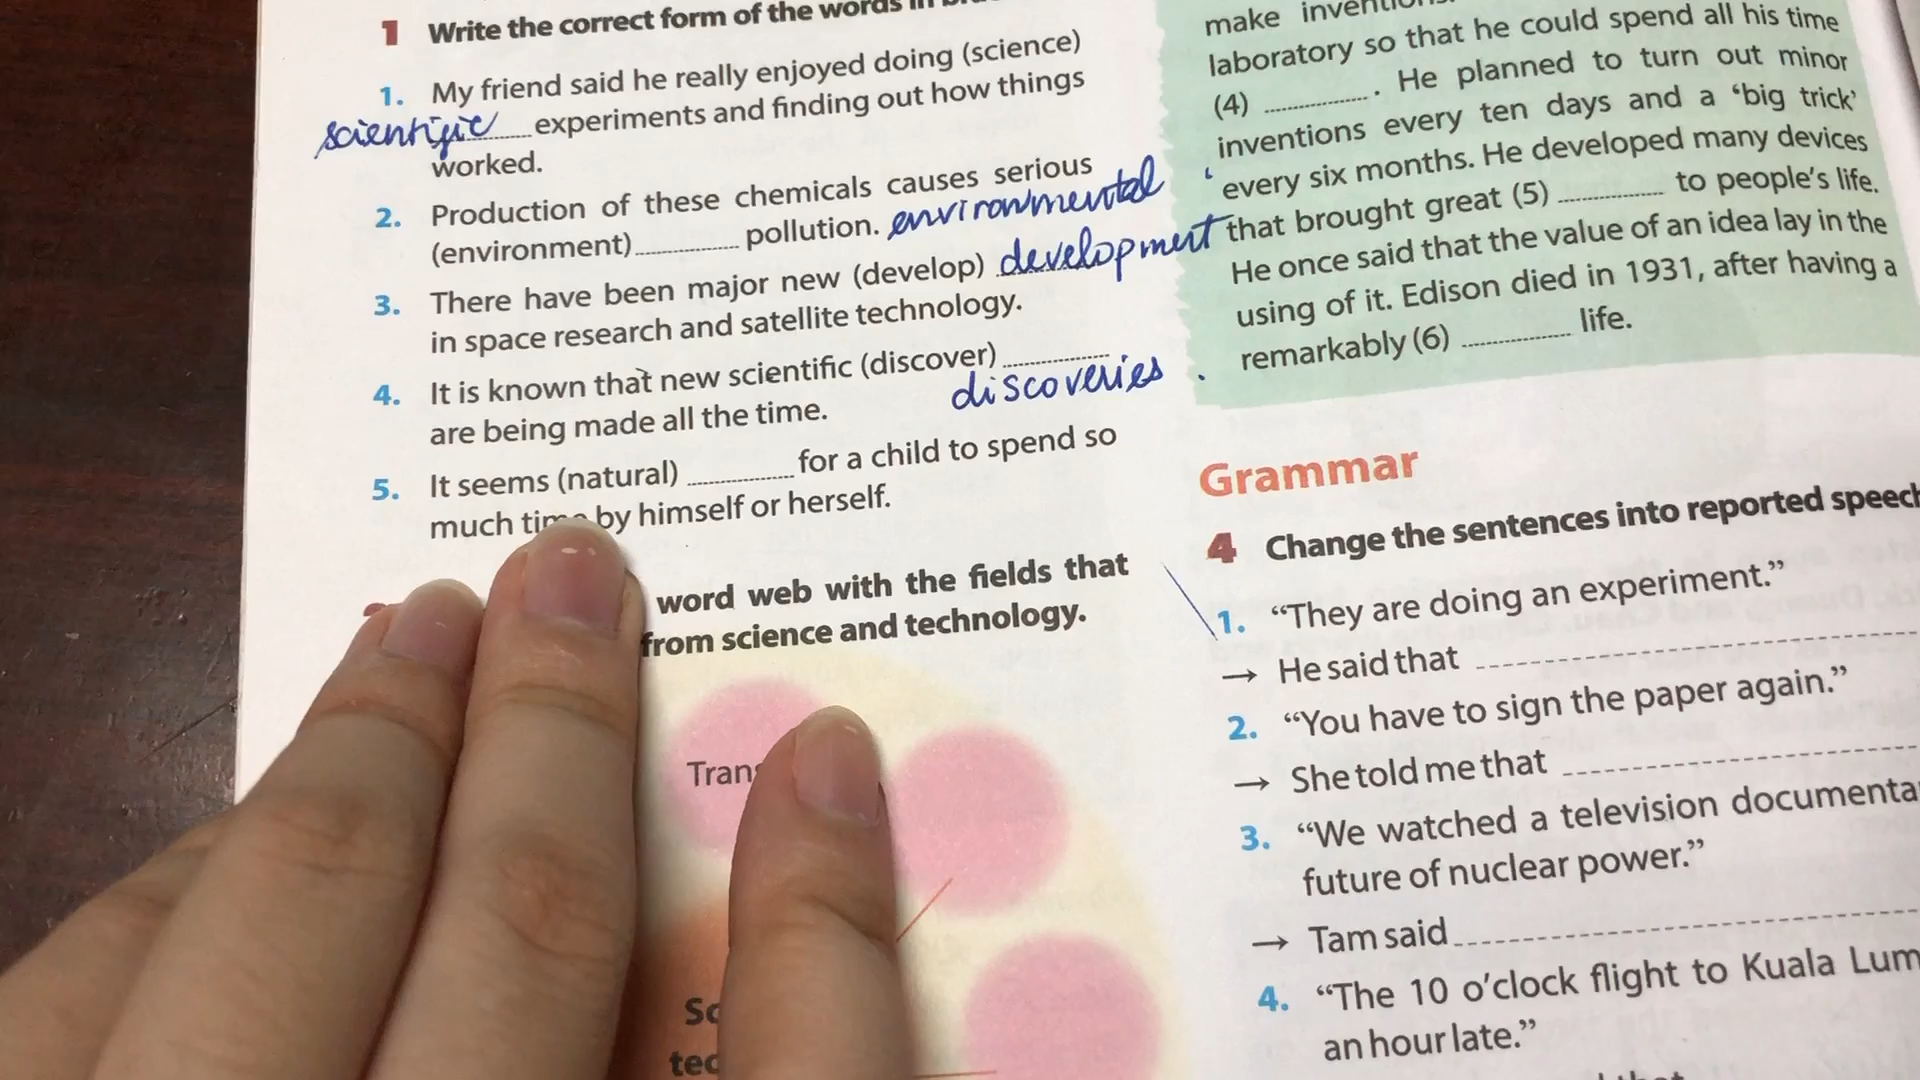 1 Write the correct form of the words in
1. My friend said he really enjoyed doing (science)
scientific ............ experiments and finding out how things
worked.
2. Production of these chemicals causes serious
(environment) ............ pollution. environmental
3. There have been major new (develop) development
in space research and satellite technology.
4. It is known that new scientific (discover) ............
discoveries
are being made all the time.
5. It seems (natural) ............ for a child to spend so
much time by himself or herself.
word web with the fields that
from science and technology.
Tran
Sc
tec
make
laboratory so that he could spend all his time
(4) ............ . He planned to turn out minor
inventions every ten days and a ‘big trick’
every six months. He developed many devices
that brought great (5) ............ to people’s life.
He once said that the value of an idea lay in the
using of it. Edison died in 1931, after having a
remarkably (6) ............ life.
Grammar
4 Change the sentences into reported speech
1. “They are doing an experiment.”
→ He said that
2. “You have to sign the paper again.”
→ She told me that
3. “We watched a television documenta
future of nuclear power.”
→ Tam said
4. “The 10 o’clock flight to Kuala Lum
an hour late.”